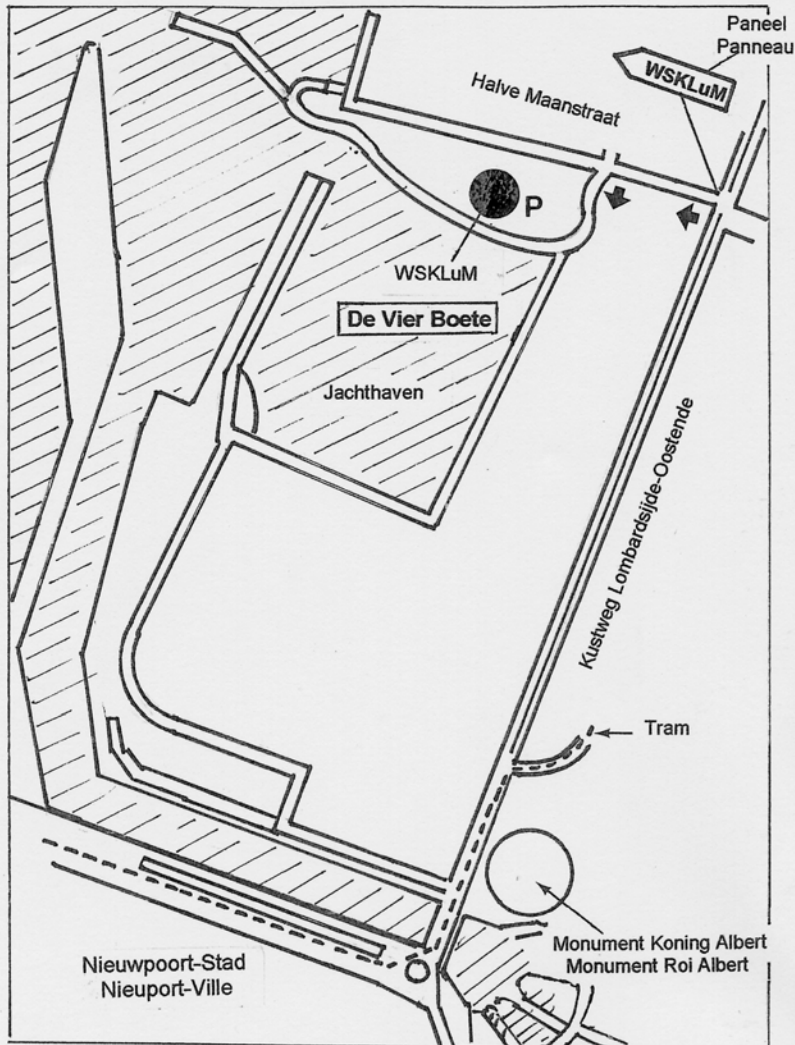 Paneel
Panneau
WSKLuM
Halve Maanstraat
P
WSKLuM
De Vier Boete
Jachthaven
Kustweg Lombardsijde-Oostende
Tram
Monument Koning Albert
Monument Roi Albert
Nieuwpoort-Stad
Nieuport-Ville